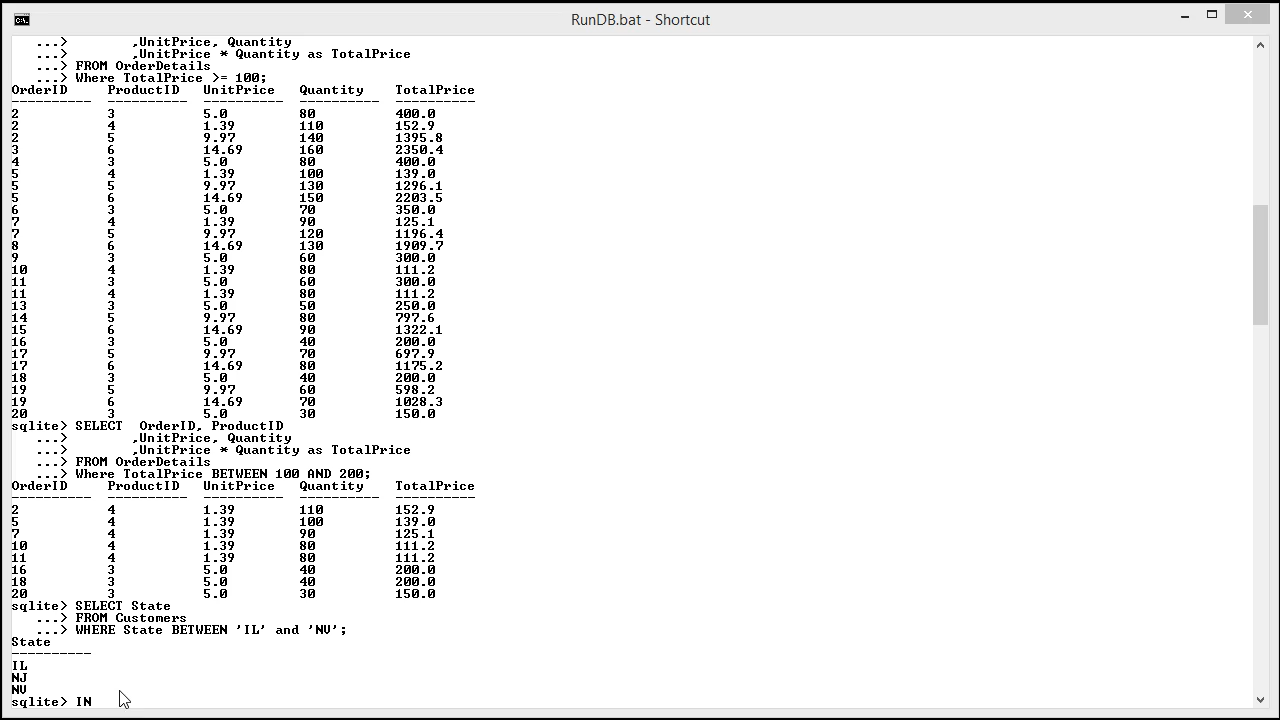 RunDB.bat - Shortcut
...> ,UnitPrice, Quantity
...> ,UnitPrice * Quantity as TotalPrice
...> FROM OrderDetails
...> Where TotalPrice >= 100;
OrderID ProductID UnitPrice Quantity TotalPrice
---------- ---------- ---------- ---------- ----------
2 3 5.0 80 400.0
2 4 1.39 110 152.9
2 5 9.97 140 1395.8
3 6 14.69 160 2350.4
4 3 5.0 80 400.0
5 4 1.39 100 139.0
5 5 9.97 130 1296.1
5 6 14.69 150 2203.5
6 3 5.0 70 350.0
7 4 1.39 90 125.1
7 5 9.97 120 1196.4
8 6 14.69 130 1909.7
9 3 5.0 60 300.0
10 4 1.39 80 111.2
11 3 5.0 60 300.0
11 4 1.39 80 111.2
13 3 5.0 50 250.0
14 5 9.97 80 797.6
15 6 14.69 90 1322.1
16 3 5.0 40 200.0
17 5 9.97 70 697.9
17 6 14.69 80 1175.2
18 3 5.0 40 200.0
19 5 9.97 60 598.2
19 6 14.69 70 1028.3
20 3 5.0 30 150.0
sqlite> SELECT  OrderID, ProductID
...> ,UnitPrice, Quantity
...> ,UnitPrice * Quantity as TotalPrice
...> FROM OrderDetails
...> Where TotalPrice BETWEEN 100 AND 200;
OrderID ProductID UnitPrice Quantity TotalPrice
---------- ---------- ---------- ---------- ----------
2 4 1.39 110 152.9
5 4 1.39 100 139.0
7 4 1.39 90 125.1
10 4 1.39 80 111.2
11 4 1.39 80 111.2
16 3 5.0 40 200.0
18 3 5.0 40 200.0
20 3 5.0 30 150.0
sqlite> SELECT State
...> FROM Customers
...> WHERE State BETWEEN 'IL' and 'NV';
State
----------
IL
NJ
NV
sqlite> IN